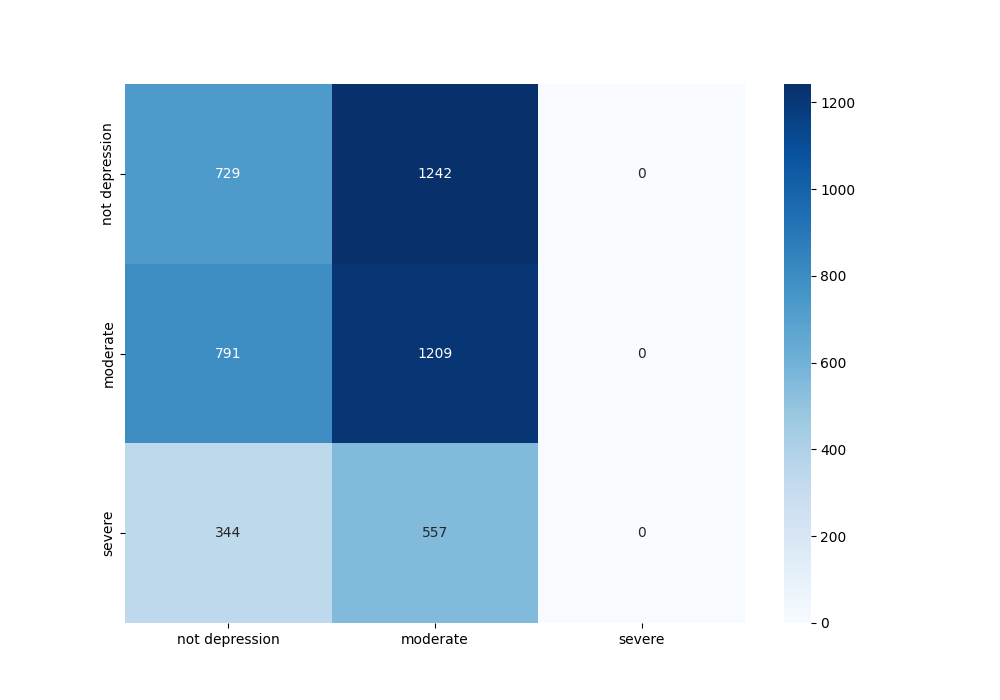 not depression
moderate
severe
729 1242 0
791 1209 0
344 557 0
not depression moderate severe
1200
1000
800
600
400
200
0